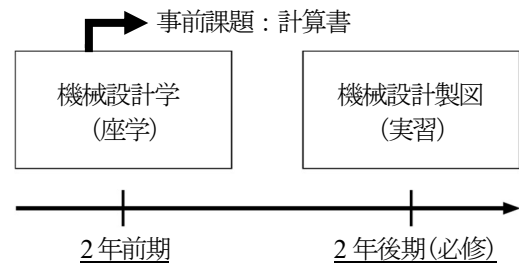 事前課題：計算書
機械設計学
(座学)
機械設計製図
(実習)
2年前期
2年後期(必修)